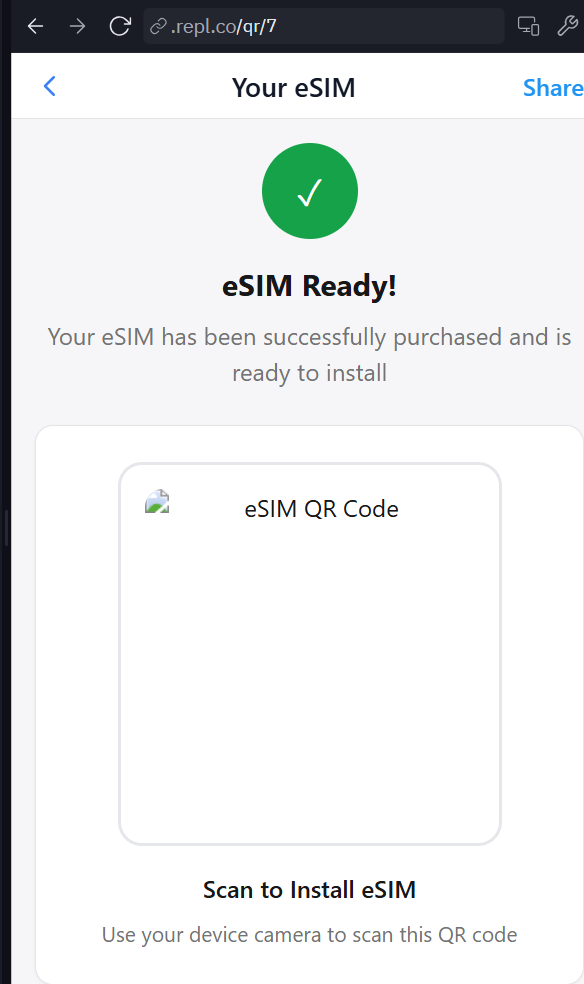 .repl.co/qr/7
Your eSIM
Share
✓
eSIM Ready!
Your eSIM has been successfully purchased and is
ready to install
eSIM QR Code
Scan to Install eSIM
Use your device camera to scan this QR code